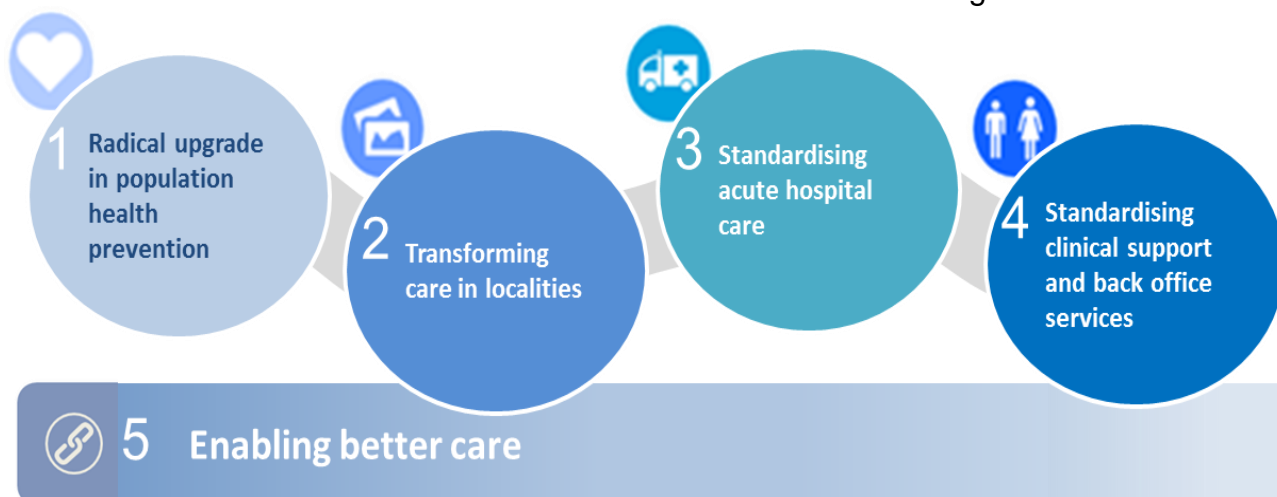 1
Radical upgrade
in population
health
prevention
2
Transforming
care in localities
3
Standardising
acute hospital
care
4
Standardising
clinical support
and back office
services
5 Enabling better care